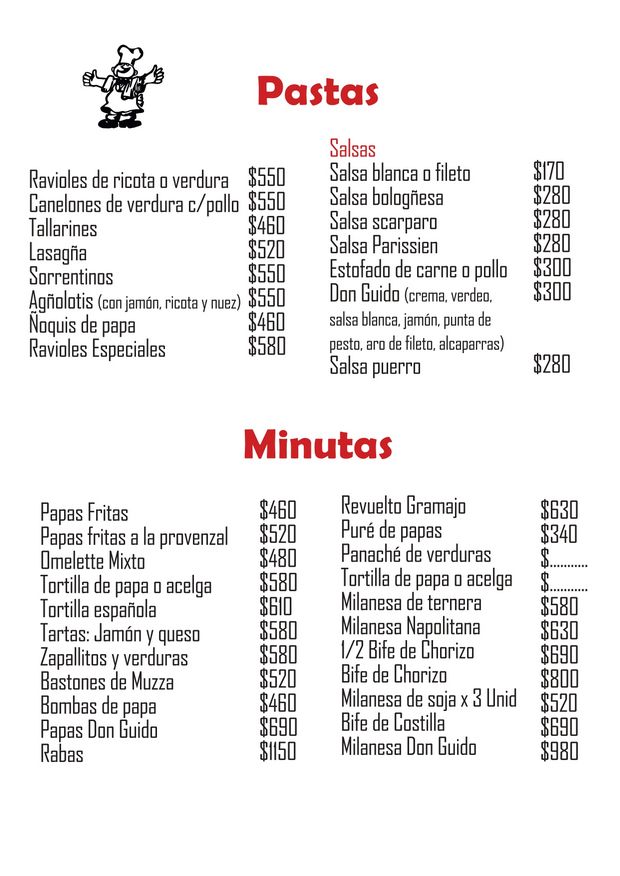 Pastas
Ravioles de ricota o verdura $550
Canelones de verdura c/pollo $550
Tallarines $460
Lasagña $520
Sorrentinos $550
Agñolotis (con jamón, ricota y nuez) $550
Ñoquis de papa $460
Ravioles Especiales $580
Salsas
Salsa blanca o fileto $170
Salsa bologñesa $280
Salsa scarparo $280
Salsa Parissien $280
Estofado de carne o pollo $300
Don Guido (crema, verdeo, $300
salsa blanca, jamón, punta de
pesto, aro de fileto, alcaparras)
Salsa puerro $280
Minutas
Papas Fritas $460
Papas fritas a la provenzal $520
Omelette Mixto $480
Tortilla de papa o acelga $580
Tortilla española $610
Tartas: Jamón y queso $580
Zapallitos y verduras $580
Bastones de Muzza $520
Bombas de papa $460
Papas Don Guido $690
Rabas $1150
Revuelto Gramajo $630
Puré de papas $340
Panaché de verduras $...........
Tortilla de papa o acelga $...........
Milanesa de ternera $580
Milanesa Napolitana $630
1/2 Bife de Chorizo $690
Bife de Chorizo $800
Milanesa de soja x 3 Unid $520
Bife de Costilla $690
Milanesa Don Guido $980